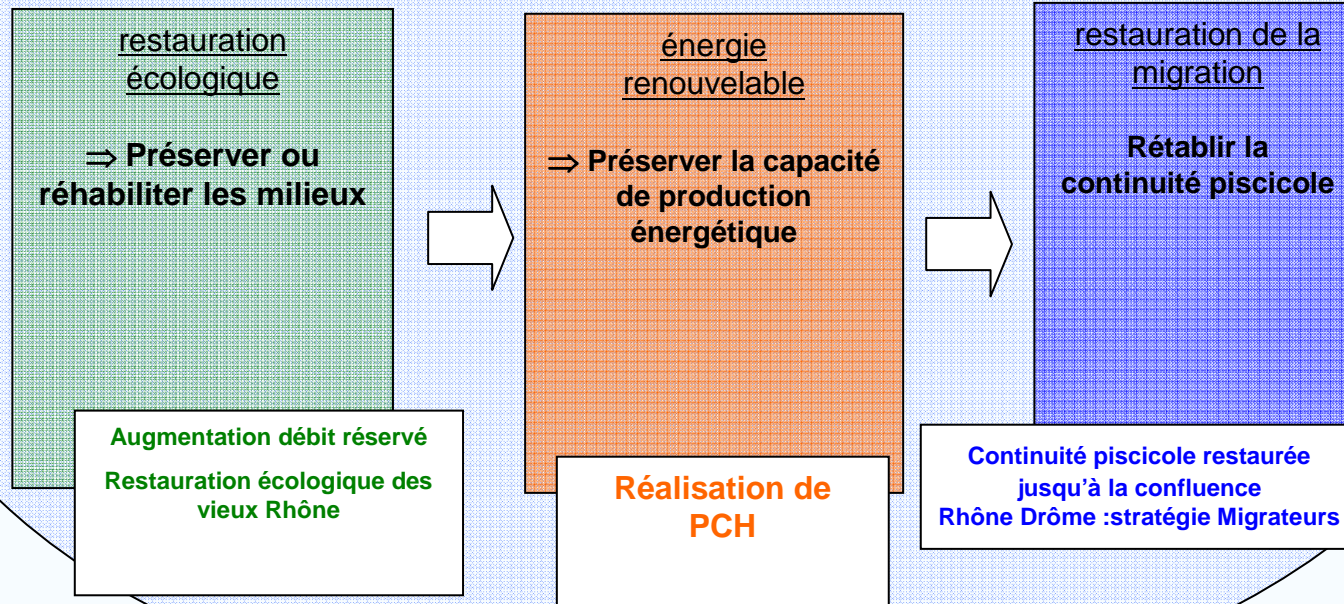 restauration
écologique
⇒ Préserver ou
réhabiliter les milieux
Augmentation débit réservé
Restauration écologique des
vieux Rhône
énergie
renouvelable
⇒ Préserver la capacité
de production
énergétique
Réalisation de
PCH
restauration de la
migration
Rétablir la
continuité piscicole
Continuité piscicole restaurée
jusqu'à la confluence
Rhône Drôme :stratégie Migrateurs